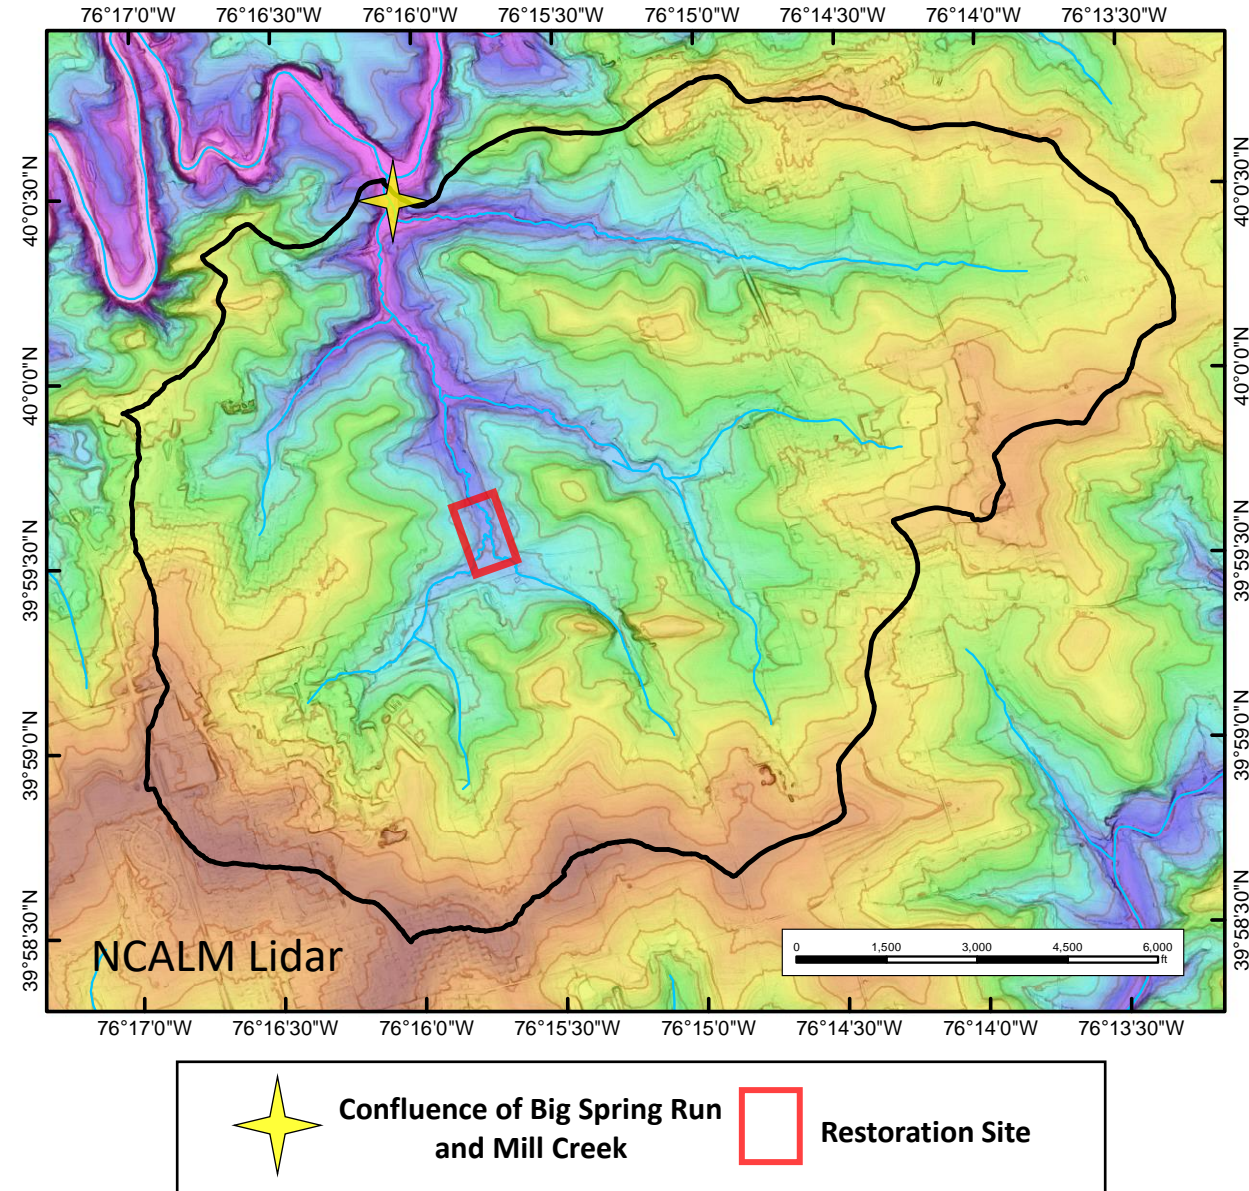 76°17'0"W 76°16'30"W 76°16'0"W 76°15'30"W 76°15'0"W 76°14'30"W 76°14'0"W 76°13'30"W
40°0'30"N
40°0'30"N
40°0'0"N
40°0'0"N
39°59'30"N
39°59'30"N
39°59'0"N
39°59'0"N
39°58'30"N
39°58'30"N
NCALM Lidar
0 1,500 3,000 4,500 6,000
ft
76°17'0"W 76°16'30"W 76°16'0"W 76°15'30"W 76°15'0"W 76°14'30"W 76°14'0"W 76°13'30"W
Confluence of Big Spring Run
and Mill Creek
Restoration Site